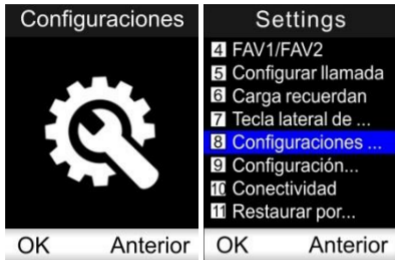 Configuraciones
OK Anterior
Settings
4 FAV1/FAV2
5 Configurar llamada
6 Carga recuerdan
7 Tecla lateral de ...
8 Configuraciones ...
9 Configuración...
10 Conectividad
11 Restaurar por...
OK Anterior